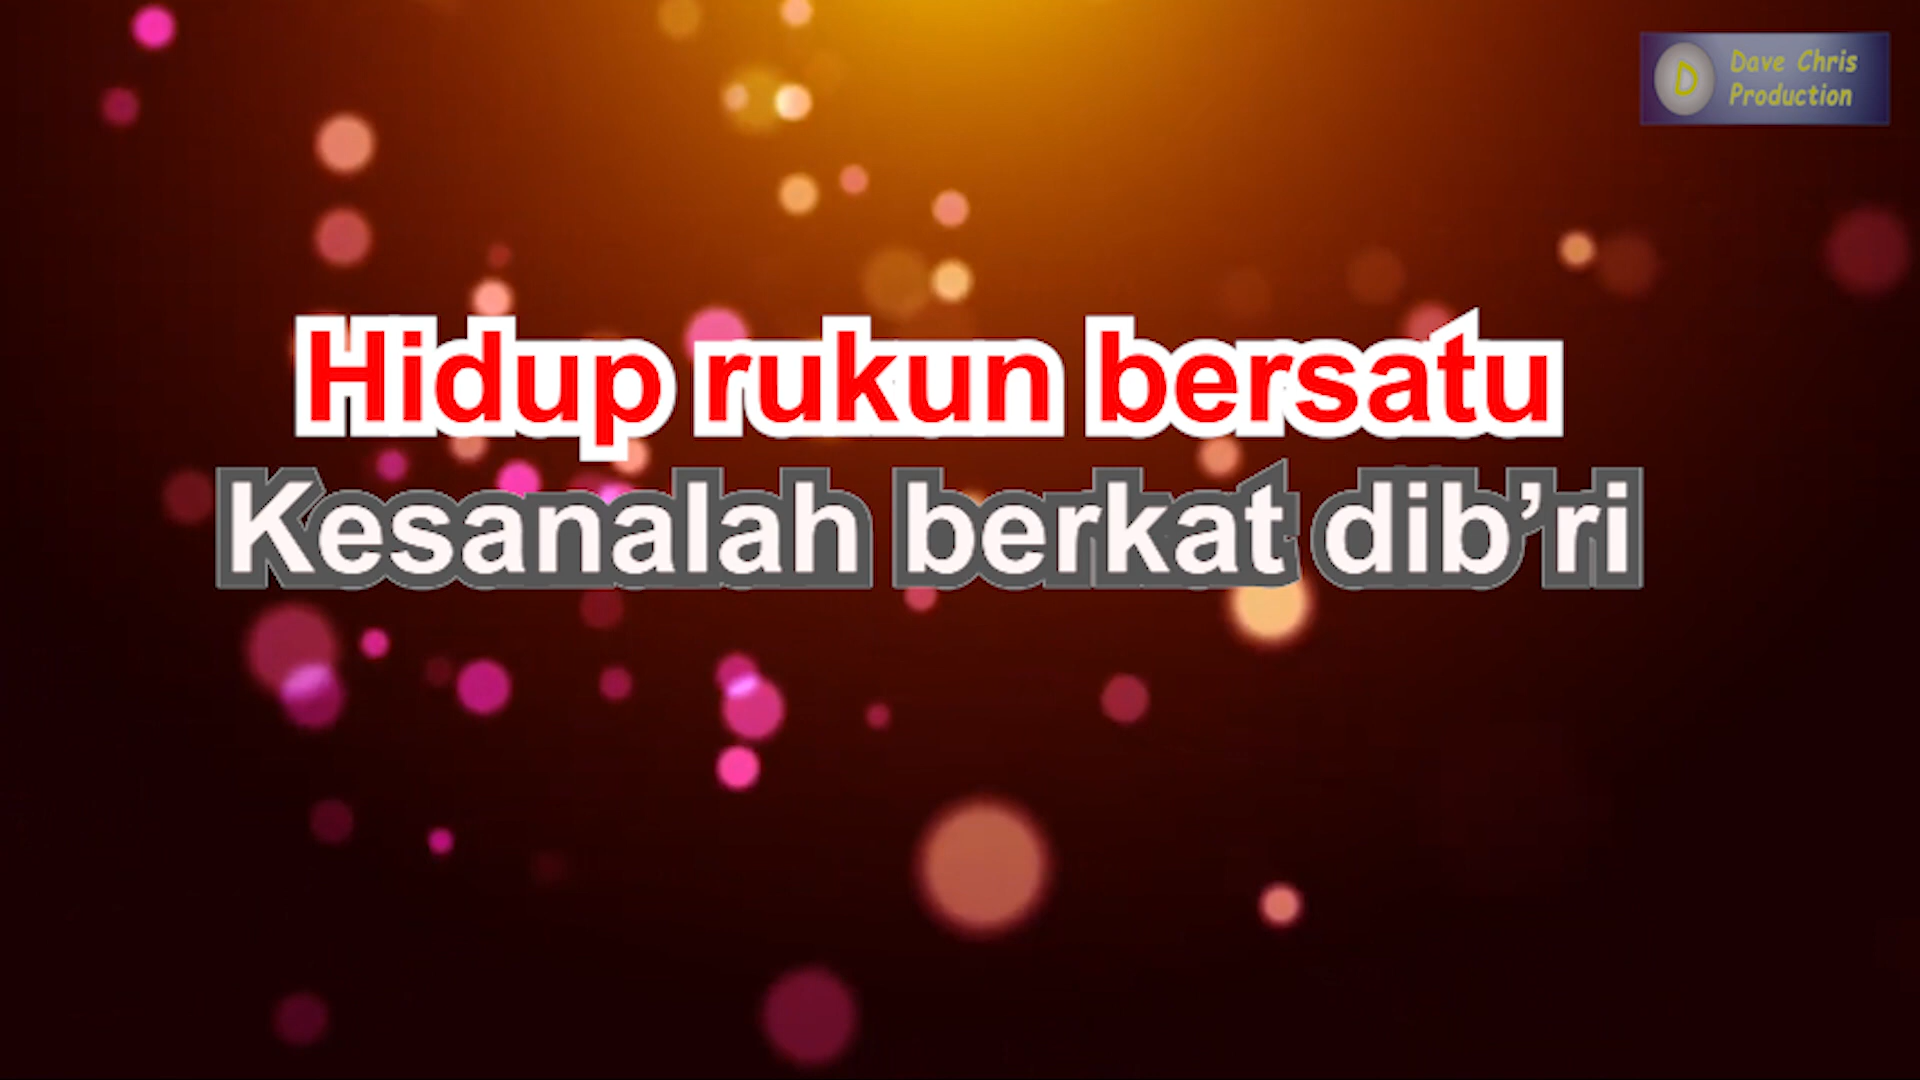 D Dave Chris
Production
Hidup rukun bersatu
Kesanalah berkat dib’ri